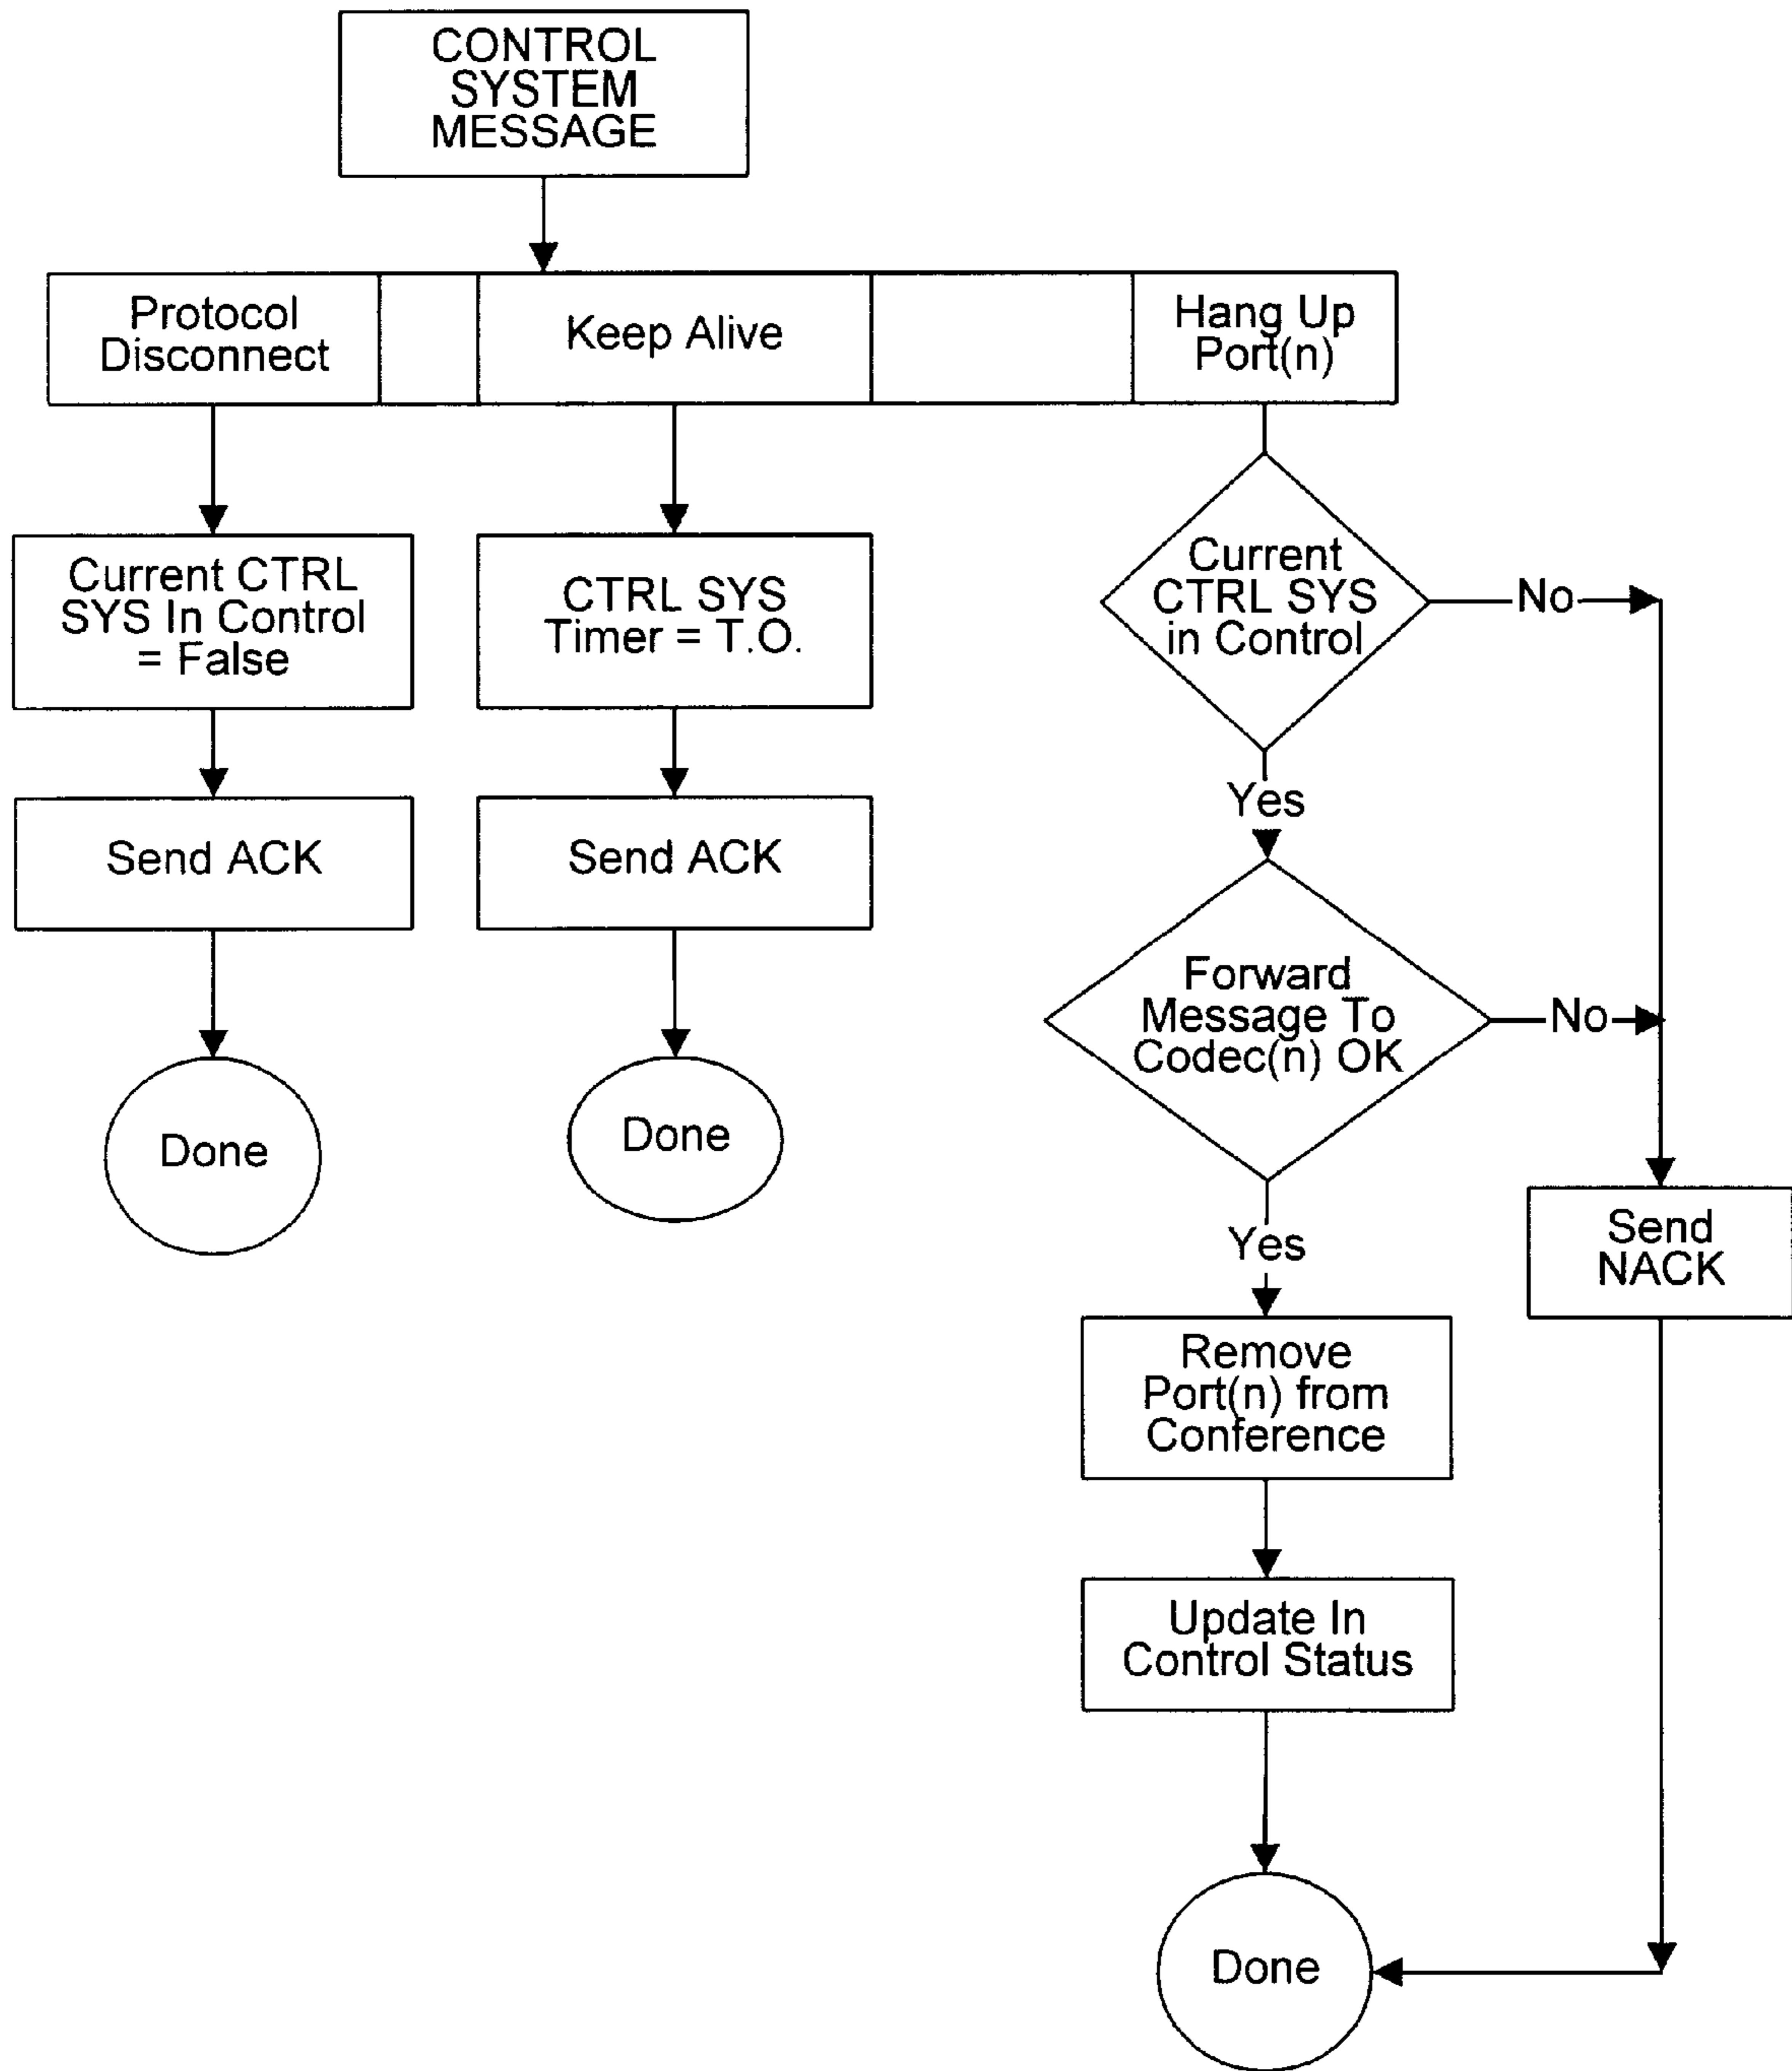 CONTROL
SYSTEM
MESSAGE
Protocol
Disconnect
Keep Alive
Hang Up
Port(n)
Current CTRL
SYS In Control
= False
CTRL SYS
Timer = T.O.
Current
CTRL SYS
in Control
No
Yes
Send ACK
Send ACK
Forward
Message To
Codec(n) OK
No
Done
Done
Yes
Send
NACK
Remove
Port(n) from
Conference
Update In
Control Status
Done